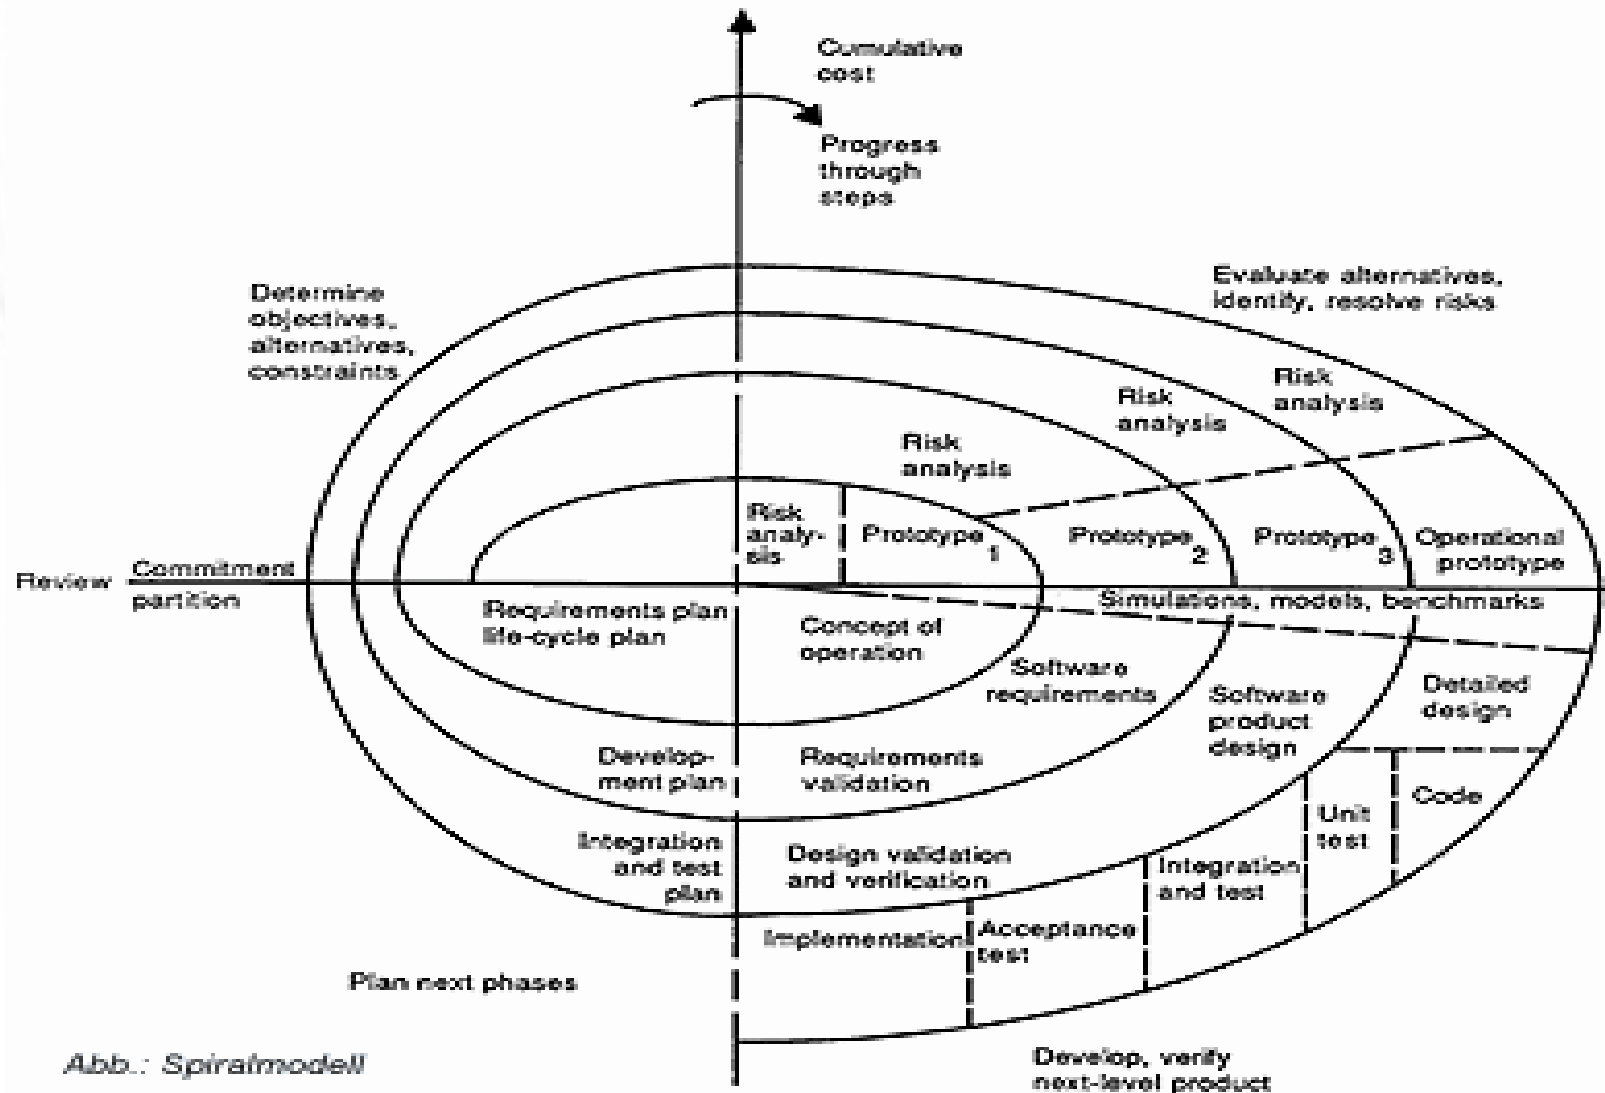 Cumulative
cost
Progress
through
steps
Determine
objectives,
alternatives,
constraints
Evaluate alternatives,
identify, resolve risks
Risk
analysis
Risk
analysis
Risk
analysis
Risk
analy-
sis
Prototype 1
Prototype 2
Prototype 3
Operational
prototype
Review
Commitment
partition
Simulations, models, benchmarks
Requirements plan
life-cycle plan
Concept of
operation
Software
requirements
Software
product
design
Detailed
design
Develop-
ment plan
Requirements
validation
Code
Unit
test
Integration
and test
plan
Design validation
and verification
Integration
and test
Acceptance
test
Implementation
Plan next phases
Develop, verify
next-level product
Abb.: Spiralmodell